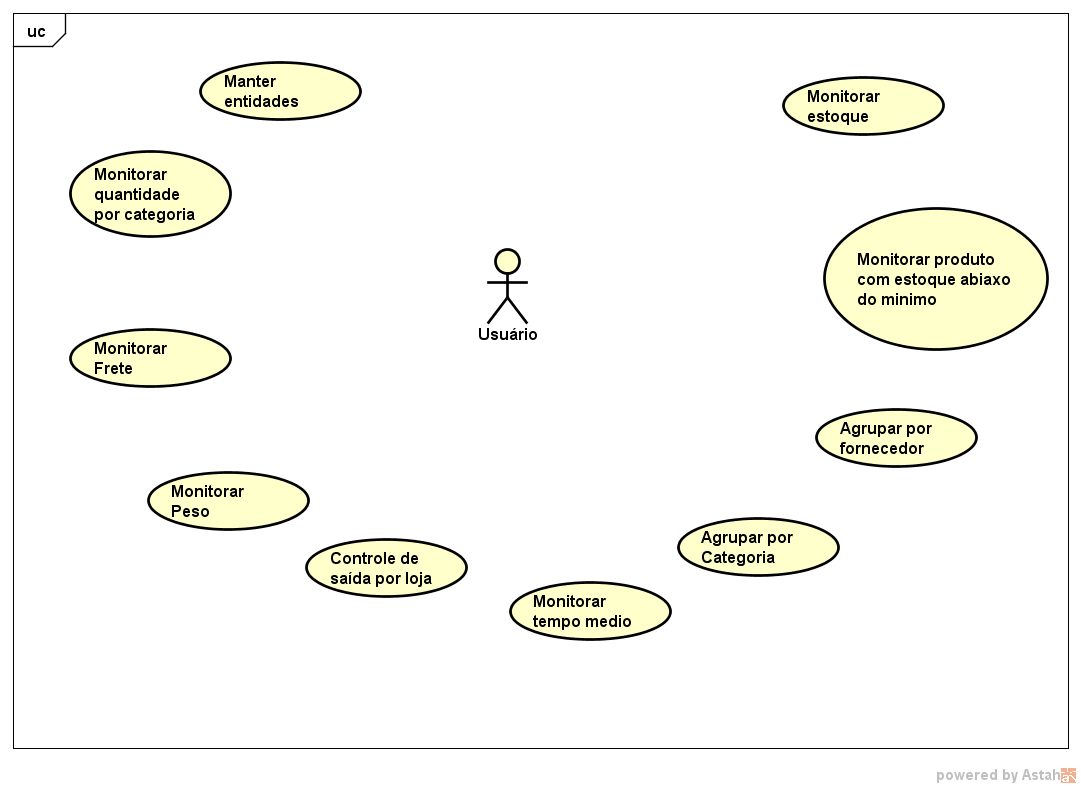 uc
Manter
entidades
Monitorar
estoque
Monitorar
quantidade
por categoria
Monitorar produto
com estoque abiaxo
do minimo
Usuário
Monitorar
Frete
Agrupar por
fornecedor
Monitorar
Peso
Agrupar por
Categoria
Controle de
saída por loja
Monitorar
tempo medio
powered by Astah